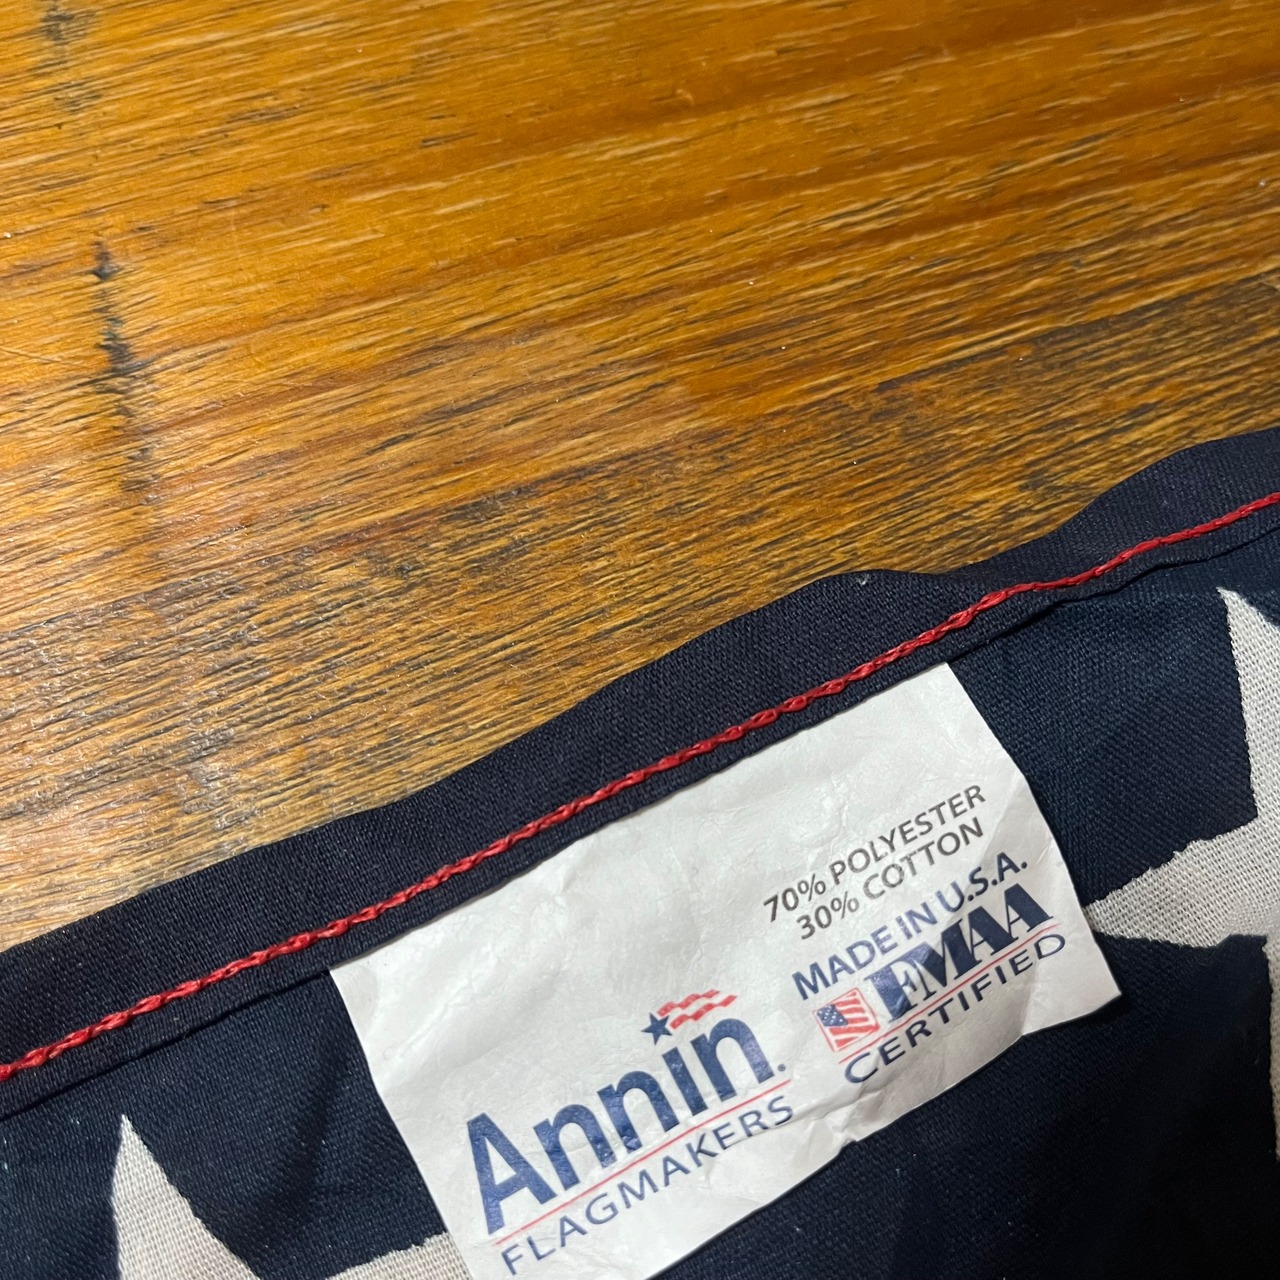 70% POLYESTER
30% COTTON
MADE IN U.S.A.
FMAA
CERTIFIED
Annin.
FLAGMAKERS